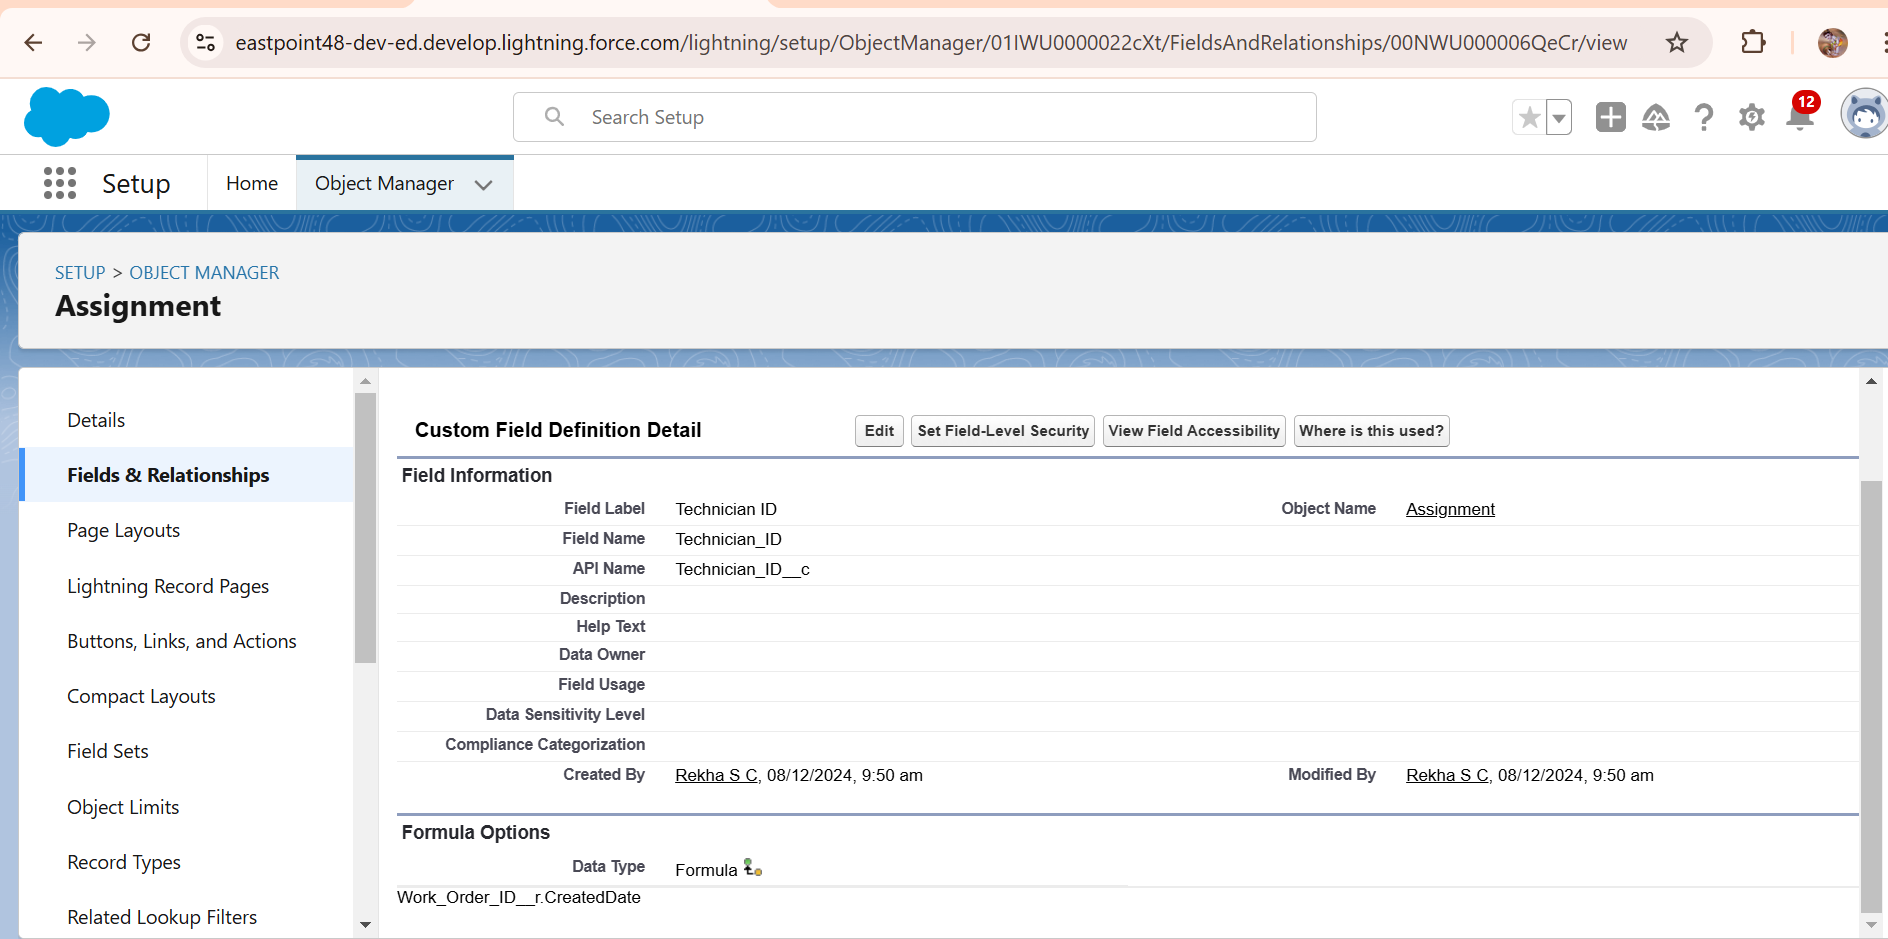 eastpoint48-dev-ed.develop.lightning.force.com/lightning/setup/ObjectManager/01IWU0000022cXt/FieldsAndRelationships/00NWU000006QeCr/view
Search Setup
12
Setup
Home
Object Manager
SETUP > OBJECT MANAGER
Assignment
Details
Fields & Relationships
Page Layouts
Lightning Record Pages
Buttons, Links, and Actions
Compact Layouts
Field Sets
Object Limits
Record Types
Related Lookup Filters
Custom Field Definition Detail
Edit
Set Field-Level Security
View Field Accessibility
Where is this used?
Field Information
Field Label Technician ID Object Name Assignment
Field Name Technician_ID
API Name Technician_ID__c
Description
Help Text
Data Owner
Field Usage
Data Sensitivity Level
Compliance Categorization
Created By Rekha S C, 08/12/2024, 9:50 am Modified By Rekha S C, 08/12/2024, 9:50 am
Formula Options
Data Type Formula
Work_Order_ID__r.CreatedDate